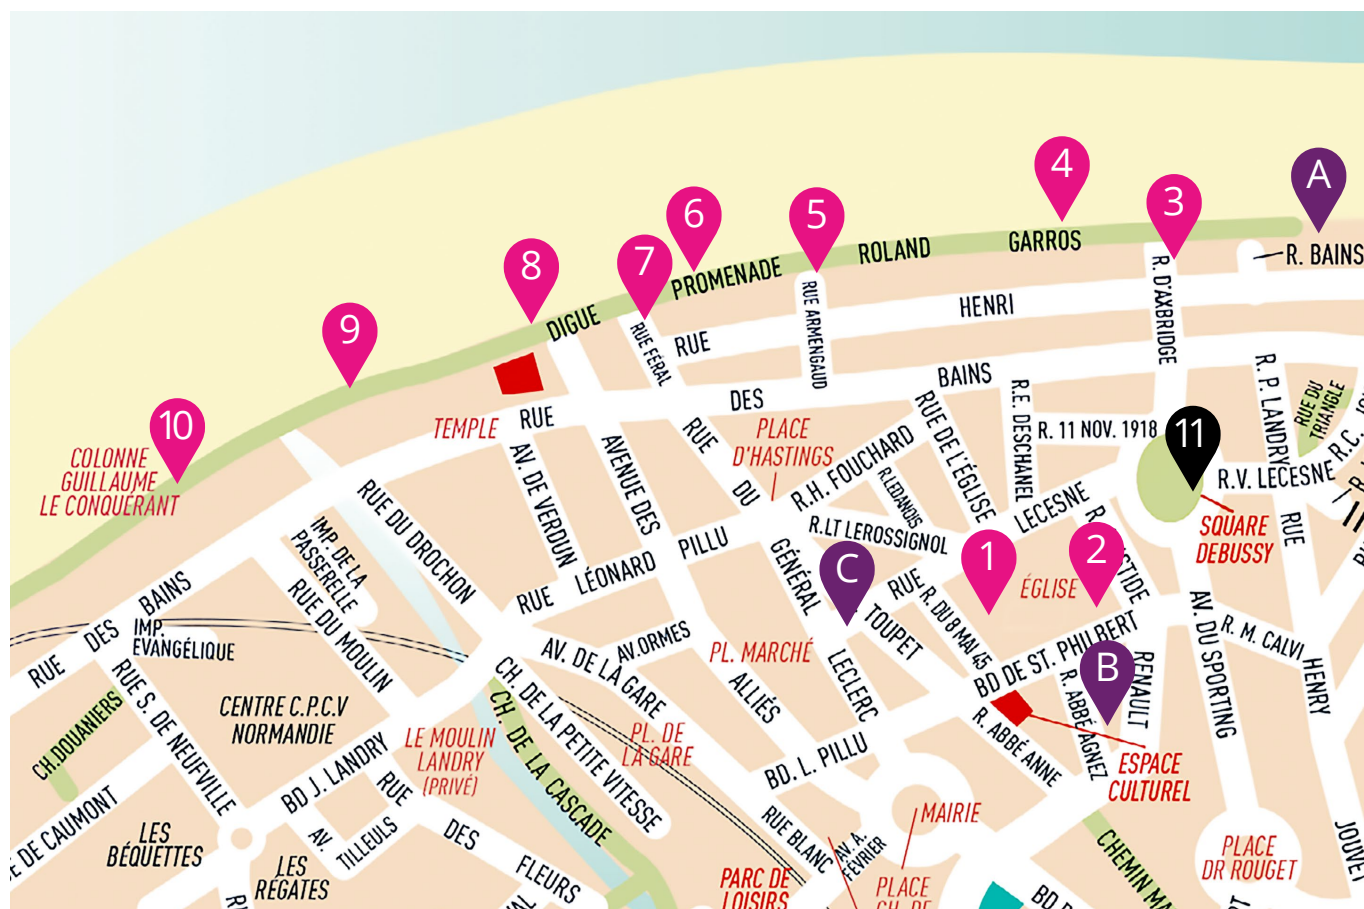 A
4
3
5
6
7
8
9
10
11
R. BAINS
GARROS
ROLAND
PROMENADE
DIGUE
HENRI
RUE
R. D'AXBRIDGE
RUE ARMENGAUD
RUE FÉRAL
BAINS
DES
RUE
TEMPLE
COLONNE
GUILLAUME
LE CONQUÉRANT
PLACE
D'HASTINGS
R.E. DESCHANEL
R. 11 NOV. 1918
R. P. LANDRY
RUE DU
TRIANGLE
R.C.
R.V. LECESNE
RUE
DU
GÉNÉRAL
LECLERC
R.H. FOUCHARD
RUE DE L'ÉGLISE
R.LEDANOIS
R.LT LEROSSIGNOL
LECESNE
RUE
SQUARE
DEBUSSY
AVENUE DES
ALLIÉS
AV. DE VERDUN
RUE
LÉONARD
PILLU
RUE DU DROCHON
IMP. DE LA
PASSERELLE
RUE DU MOULIN
1
2
C
B
ÉGLISE
RUE
TOUPET
R. DU 8 MAI 45
BD DE ST. PHILBERT
R. ABBÉ AGNEZ
R. ABBÉ ANNE
RENAULT
AV. DU SPORTING
R. M. CALVI
RUE
HENRY
ESPACE
CULTUREL
RUE
DES
BAINS
IMP.
EVANGÉLIQUE
RUE S. DE NEUFVILLE
CH.DOUANIERS
CENTRE C.P.C.V
NORMANDIE
AV.ORMES
AV. DE LA GARE
PL. MARCHÉ
PL. DE
LA GARE
CH. DE LA PETITE VITESSE
CH. DE LA CASCADE
LE MOULIN
LANDRY
(PRIVÉ)
BD J. LANDRY
BD. L. PILLU
RUE
DES
FLEURS
AV.
TILLEULS
DE CAUMONT
LES
BÉQUETTES
LES
RÉGATES
RUE BLANC
AV. A.
FÉVRIER
MAIRIE
PARC DE
LOISIRS
PLACE
CHEMIN
PLACE
DR ROUGET